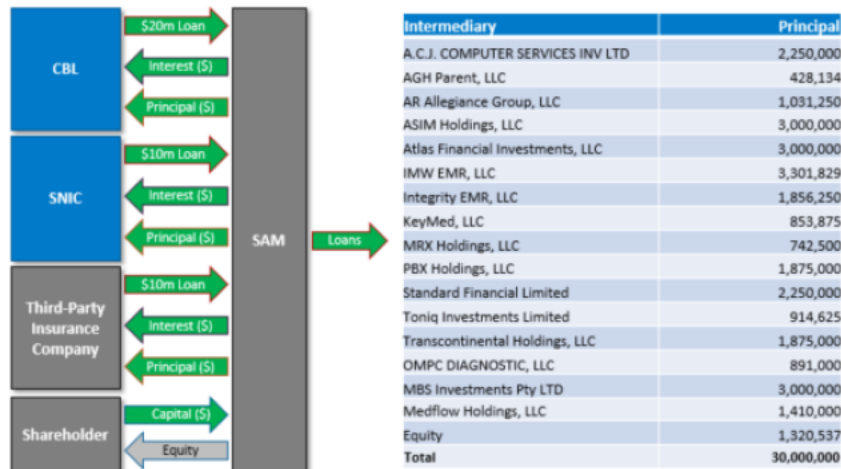 $20m Loan
CBL
Interest ($)
Principal ($)
$10m Loan
SNIC
Interest ($)
Principal ($)
SAM
Loans
$10m Loan
Third-Party
Insurance
Company
Interest ($)
Principal ($)
Capital ($)
Shareholder
Equity
Intermediary Principal
A.C.J. COMPUTER SERVICES INV LTD 2,250,000
AGH Parent, LLC 428,134
AR Allegiance Group, LLC 1,031,250
ASIM Holdings, LLC 3,000,000
Atlas Financial Investments, LLC 3,000,000
IMW EMR, LLC 3,301,829
Integrity EMR, LLC 1,856,250
KeyMed, LLC 853,875
MRX Holdings, LLC 742,500
PBX Holdings, LLC 1,875,000
Standard Financial Limited 2,250,000
Toniq Investments Limited 914,625
Transcontinental Holdings, LLC 1,875,000
OMPC DIAGNOSTIC, LLC 891,000
MBS Investments Pty LTD 3,000,000
Medflow Holdings, LLC 1,410,000
Equity 1,320,537
Total 30,000,000